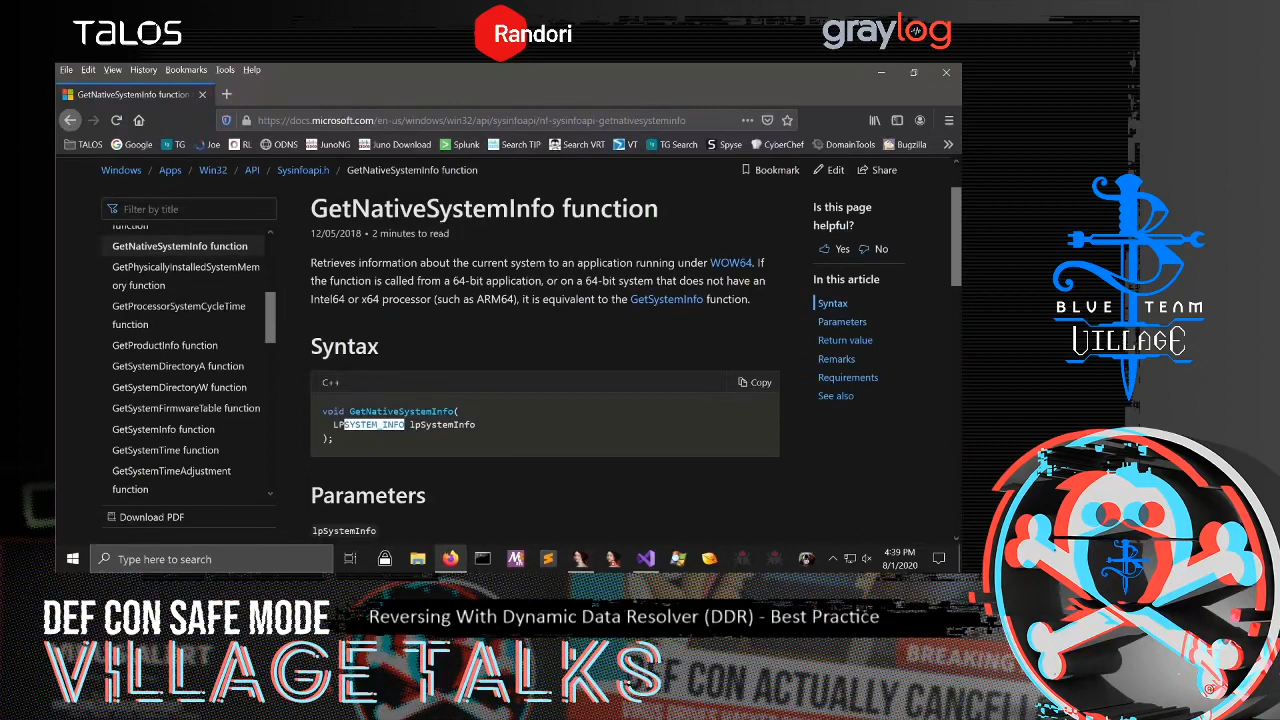 TALOS
Randori
graylog
File Edit View History Bookmarks Tools Help
GetNativeSystemInfo function
https://docs.microsoft.com/en-us/windows/win32/api/sysinfoapi/nf-sysinfoapi-getnativesysteminfo
TALOS Google TG Joe RL ODNS JunoNG Juno Download Splunk Search TIP Search VRT VT TG Search Spyse CyberChef DomainTools Bugzilla
Windows / Apps / Win32 / API / Sysinfoapi.h / GetNativeSystemInfo function
Bookmark Edit Share
Filter by title
function
GetNativeSystemInfo function
GetPhysicallyInstalledSystemMem
ory function
GetProcessorSystemCycleTime
function
GetProductInfo function
GetSystemDirectoryA function
GetSystemDirectoryW function
GetSystemFirmwareTable function
GetSystemInfo function
GetSystemTime function
GetSystemTimeAdjustment
function
Download PDF
GetNativeSystemInfo function
12/05/2018 • 2 minutes to read
Retrieves information about the current system to an application running under WOW64. If
the function is called from a 64-bit application, or on a 64-bit system that does not have an
Intel64 or x64 processor (such as ARM64), it is equivalent to the GetSystemInfo function.
Syntax
C++
Copy
void GetNativeSystemInfo(
LPSYSTEM_INFO lpSystemInfo
);
Parameters
lpSystemInfo
Is this page
helpful?
Yes No
In this article
Syntax
Parameters
Return value
Remarks
Requirements
See also
Type here to search
4:39 PM
8/1/2020
BLUE TEAM
VILLAGE
DEF CON SAFE MODE
VILLAGE TALKS
Reversing With Dynamic Data Resolver (DDR) - Best Practice
BREAKING
DEF CON ACTUALLY CANCELL